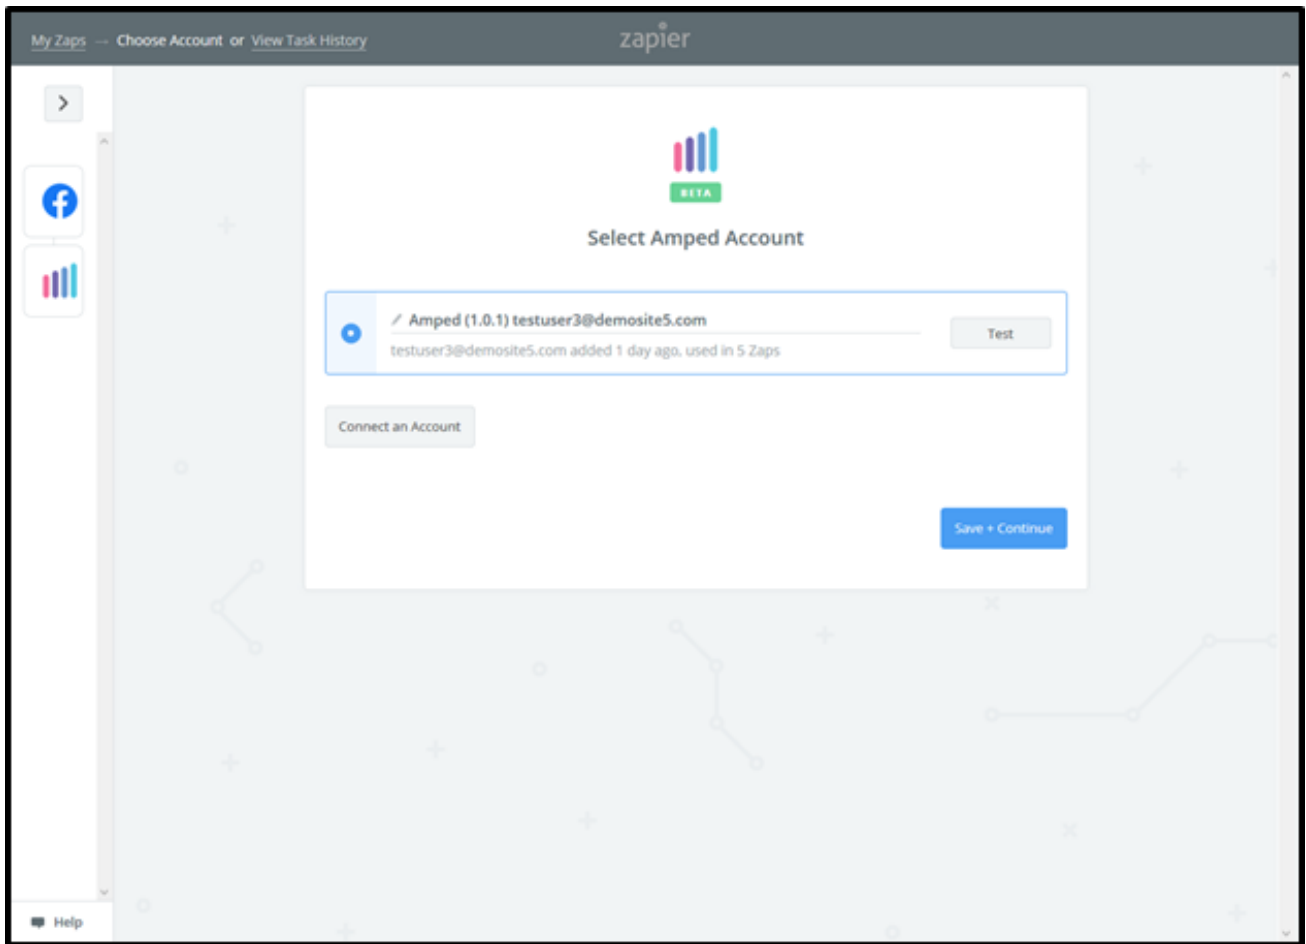 My Zaps → Choose Account or View Task History
zapier
BETA
Select Amped Account
Amped (1.0.1) testuser3@demosite5.com
testuser3@demosite5.com added 1 day ago, used in 5 Zaps
Test
Connect an Account
Save + Continue
Help